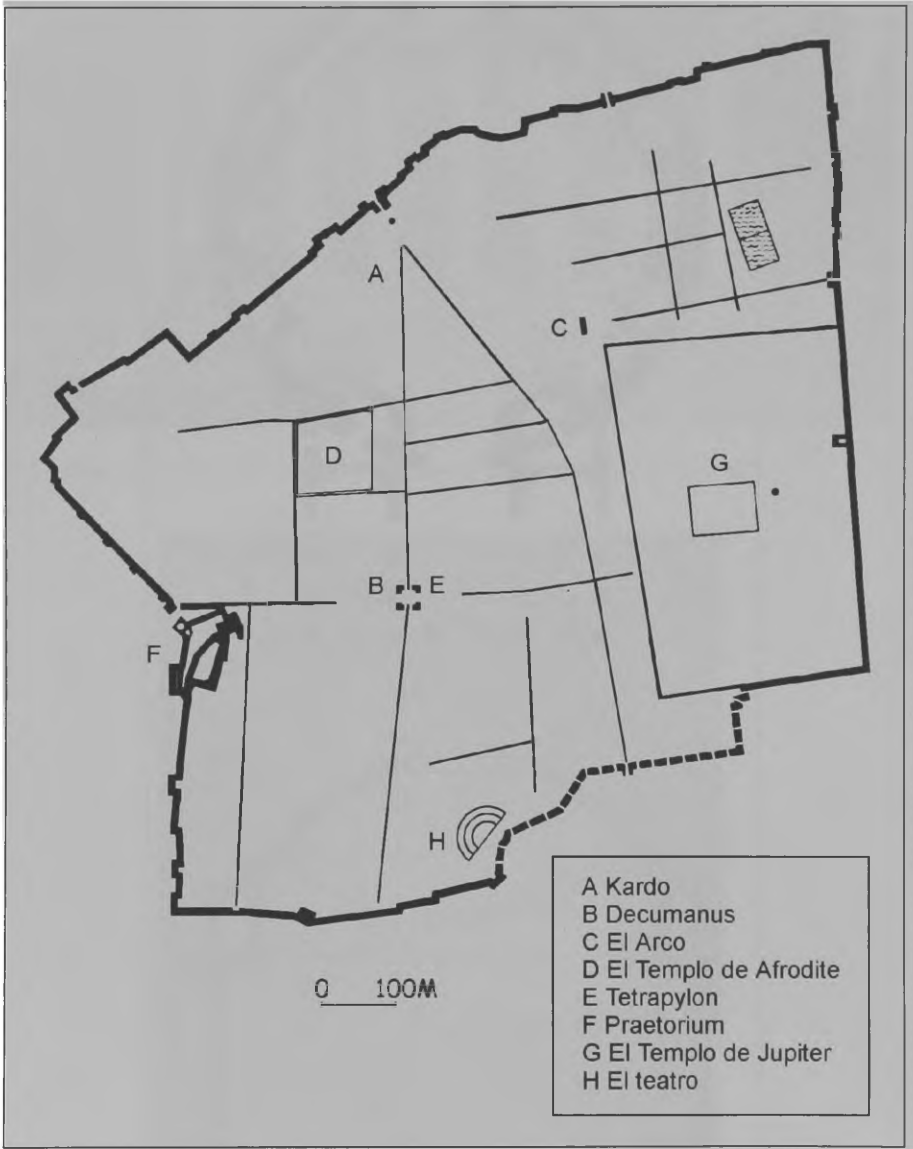 A
C
D
G
B
E
F
H
0 100M
A Kardo
B Decumanus
C El Arco
D El Templo de Afrodite
E Tetrapylon
F Praetorium
G El Templo de Jupiter
H El teatro